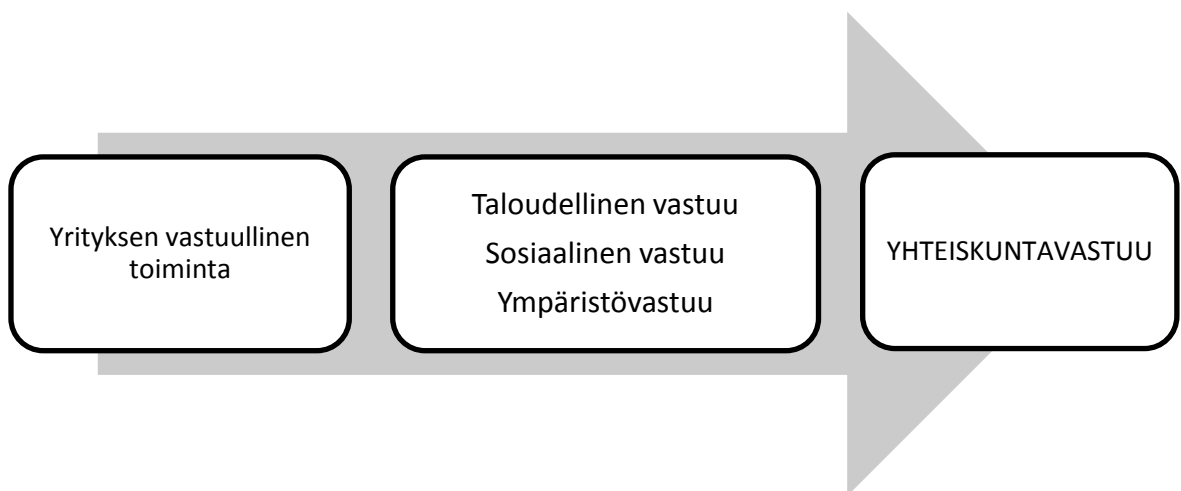 Yrityksen vastuullinen
toiminta
Taloudellinen vastuu
Sosiaalinen vastuu
Ympäristövastuu
YHTEISKUNTAVASTUU